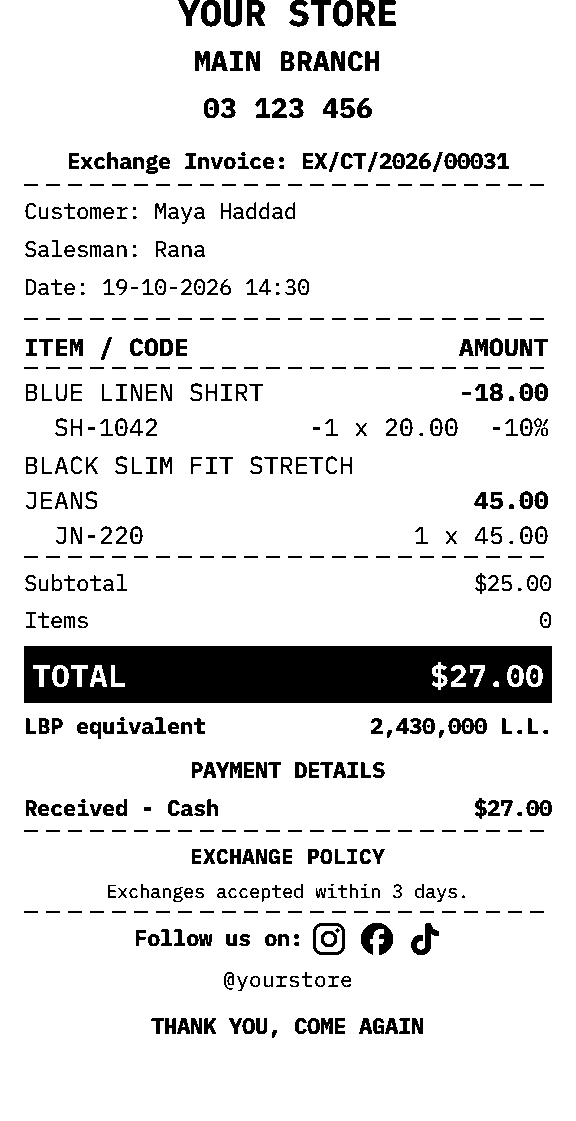 YOUR STORE
MAIN BRANCH
03 123 456
Exchange Invoice: EX/CT/2026/00031
Customer: Maya Haddad
Salesman: Rana
Date: 19-10-2026 14:30
ITEM / CODE AMOUNT
BLUE LINEN SHIRT -18.00
SH-1042 -1 x 20.00 -10%
BLACK SLIM FIT STRETCH
JEANS 45.00
JN-220 1 x 45.00
Subtotal $25.00
Items 0
TOTAL $27.00
LBP equivalent 2,430,000 L.L.
PAYMENT DETAILS
Received - Cash $27.00
EXCHANGE POLICY
Exchanges accepted within 3 days.
Follow us on:
@yourstore
THANK YOU, COME AGAIN